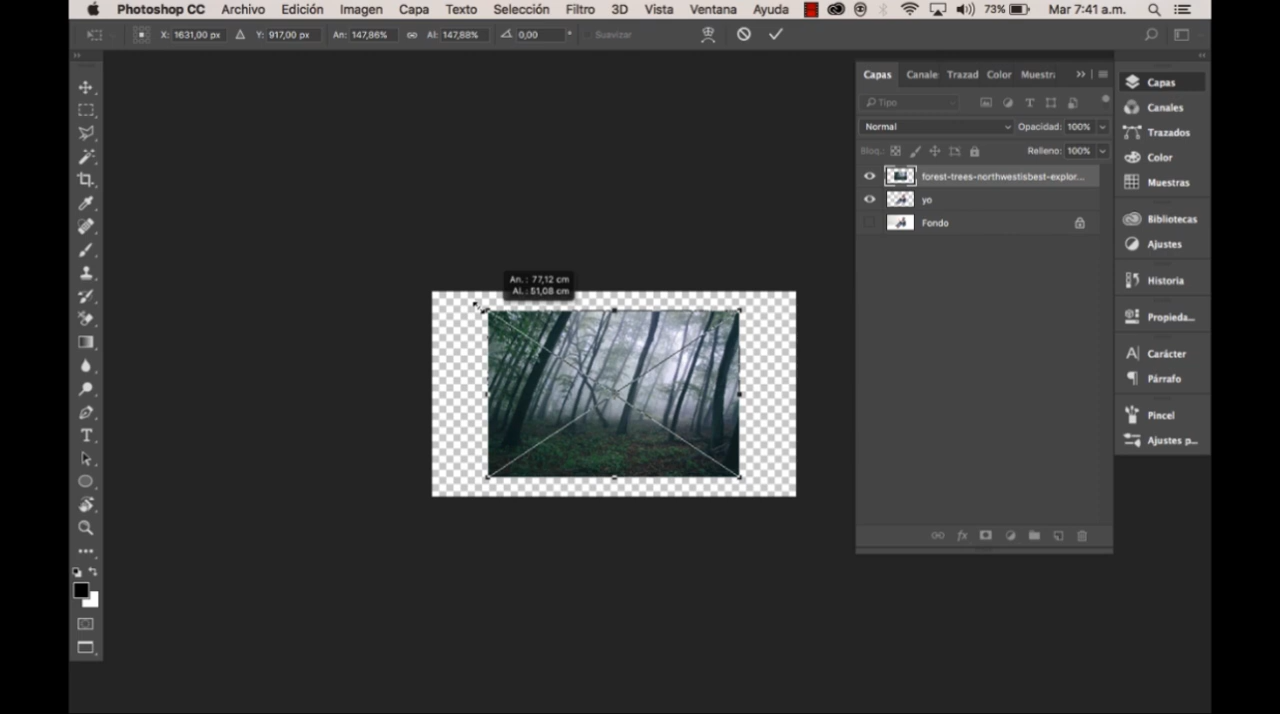 Photoshop CC Archivo Edición Imagen Capa Texto Selección Filtro 3D Vista Ventana Ayuda 73% Mar 7:41 a.m.
X: 1631,00 px Y: 917,00 px An: 147,86% Al: 147,88% 0,00 ° Suavizar
Capas Canale Trazad Color Muestra
Tipo
Normal Opacidad: 100%
Bloq.: Relleno: 100%
forest-trees-northwestisbest-explor...
yo
Fondo
Capas
Canales
Trazados
Color
Muestras
Bibliotecas
Ajustes
Historia
Propieda...
Carácter
Párrafo
Pincel
Ajustes p...
An. : 77,12 cm
Al. : 51,08 cm